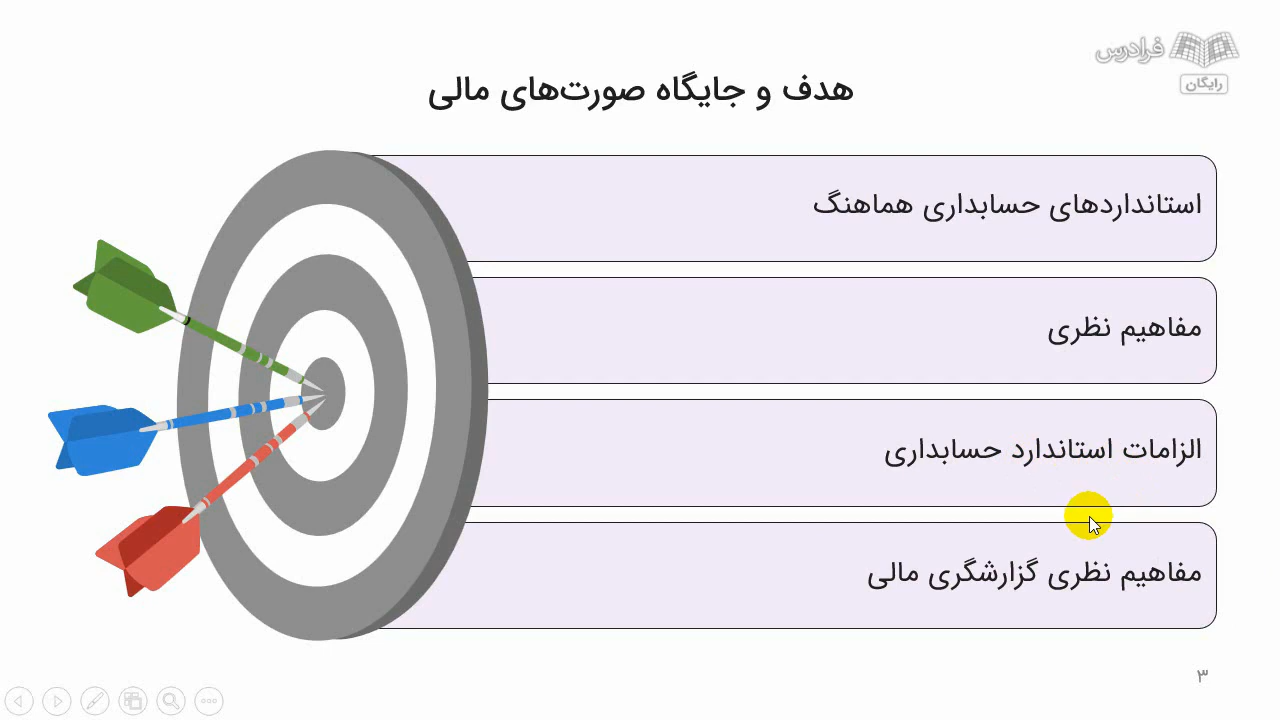 فرادرس
رایگان
هدف و جایگاه صورت‌های مالی
استانداردهای حسابداری هماهنگ
مفاهیم نظری
الزامات استاندارد حسابداری
مفاهیم نظری گزارشگری مالی
۳